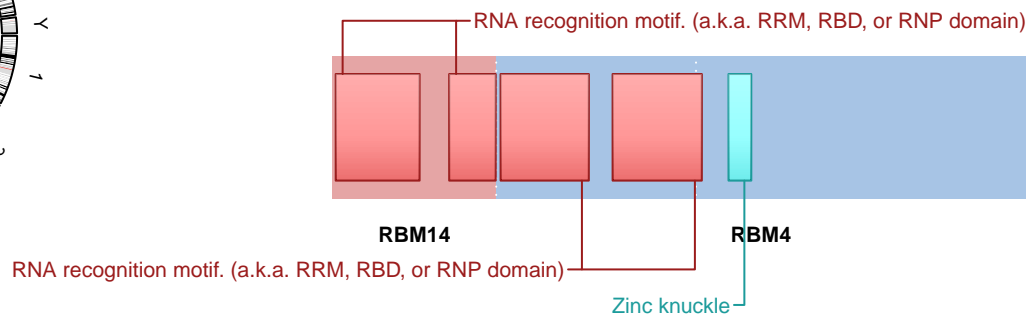 Y
1
RNA recognition motif. (a.k.a. RRM, RBD, or RNP domain)
RBM14
RBM4
RNA recognition motif. (a.k.a. RRM, RBD, or RNP domain)
Zinc knuckle